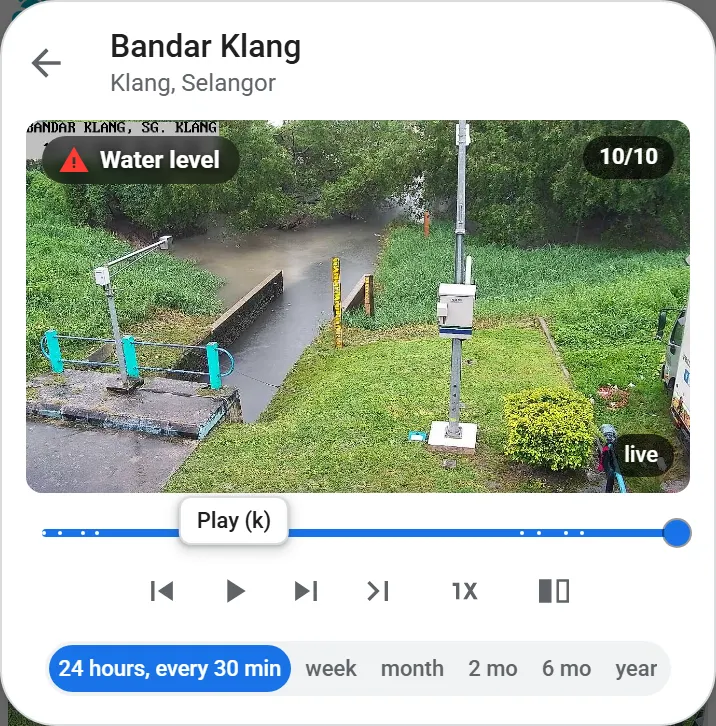 Bandar Klang
Klang, Selangor
BANDAR KLANG, SG. KLANG
Water level
10/10
live
Play (k)
1X
24 hours, every 30 min
week
month
2 mo
6 mo
year